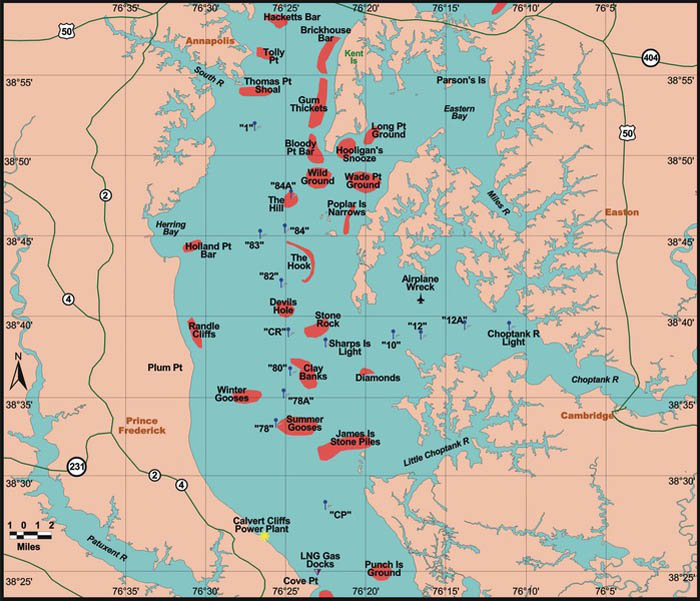 76'35'
76'30'
76'25'
76'20'
76'15'
76'10'
76'5'
Hacketts Bar
50
Annapolis
Brickhouse
Bar
Kent
Is
Tolly
Pt
404
South R
38°55'
38°55'
Thomas Pt
Shoal
Parson's Is
Gum
Thickets
Eastern
Bay
"1"
Long Pt
Ground
50
Bloody
Pt Bar
Hooligan's
Snooze
38°50'
38°50'
Wild
Ground
Wade Pt
Ground
"84A"
2
The
Hill
Poplar Is
Narrows
Miles R
Easton
Herring
Bay
"84"
"83"
38°45'
38°45'
Holland Pt
Bar
The
Hook
"82"
Airplane
Wreck
4
Devils
Hole
Stone
Rock
"12A"
38°40'
38°40'
Randle
Cliffs
"CR"
"12"
"10"
Choptank R
Light
Sharps Is
Light
N
Plum Pt
"80"
Clay
Banks
Diamonds
Choptank R
Winter
Gooses
"78A"
38°35'
38°35'
Prince
Frederick
"78"
Summer
Gooses
Cambridge
James Is
Stone Piles
Little Choptank R
231
2
38°30'
38°30'
4
"CP"
Calvert Cliffs
Power Plant
1 0 1 2
Miles
Patuxent R
LNG Gas
Docks
Punch Is
Ground
Cove Pt
38°25'
38°25'
76'35'
76'30'
76'25'
76'20'
76'15'
76'10'
76'5'